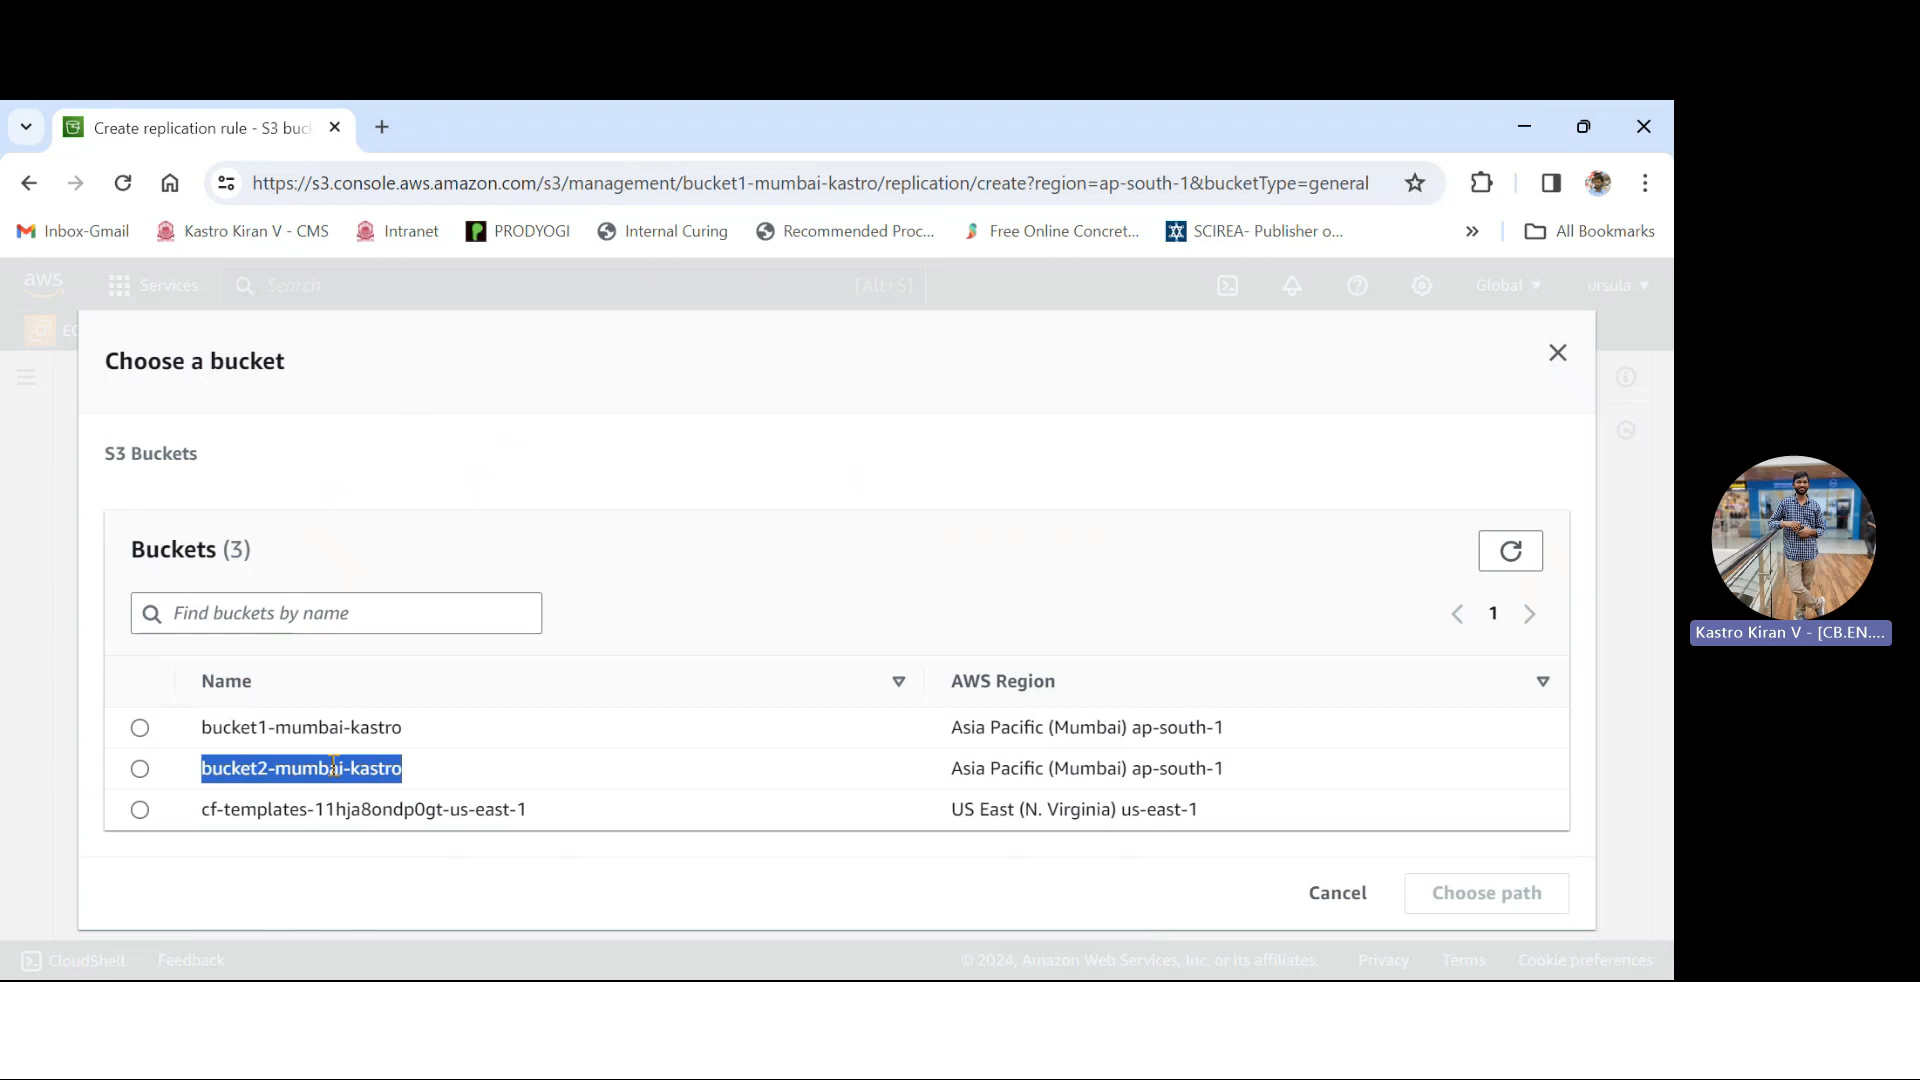 Create replication rule - S3 buc
https://s3.console.aws.amazon.com/s3/management/bucket1-mumbai-kastro/replication/create?region=ap-south-1&bucketType=general
Inbox-Gmail Kastro Kiran V - CMS Intranet PRODYOGI Internal Curing Recommended Proc... Free Online Concret... SCIREA- Publisher o... All Bookmarks
aws Services Search [Alt+S] Global ursula
EC
Choose a bucket
S3 Buckets
Buckets (3)
Find buckets by name
1
Name AWS Region
bucket1-mumbai-kastro Asia Pacific (Mumbai) ap-south-1
bucket2-mumbai-kastro Asia Pacific (Mumbai) ap-south-1
cf-templates-11hja8ondp0gt-us-east-1 US East (N. Virginia) us-east-1
Cancel Choose path
CloudShell Feedback © 2024, Amazon Web Services, Inc. or its affiliates. Privacy Terms Cookie preferences
Kastro Kiran V - [CB.EN....